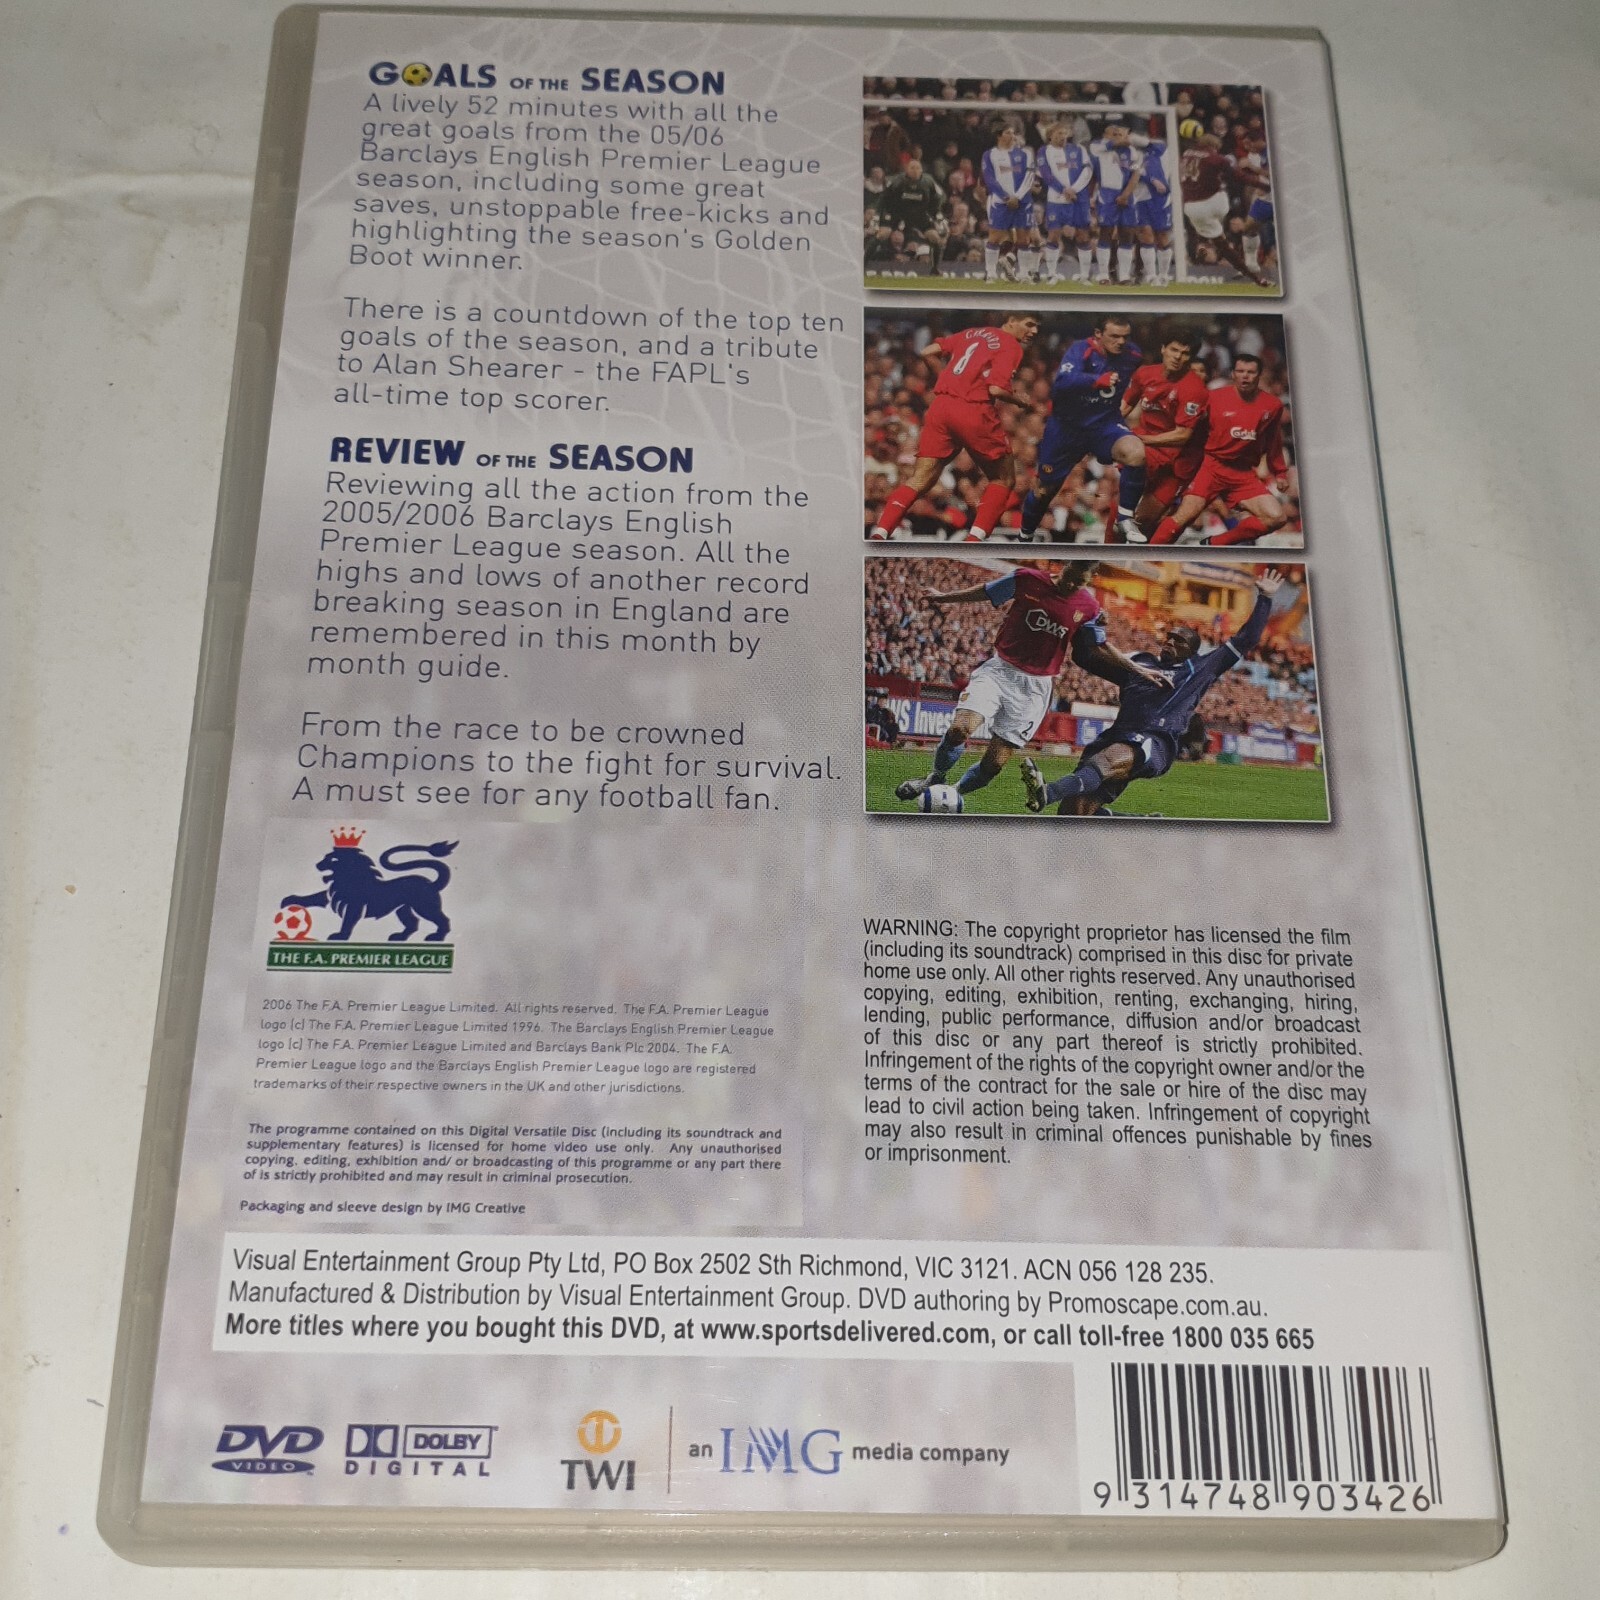 GOALS OF THE SEASON
A lively 52 minutes with all the
great goals from the 05/06
Barclays English Premier League
season, including some great
saves, unstoppable free-kicks and
highlighting the season's Golden
Boot winner.
There is a countdown of the top ten
goals of the season, and a tribute
to Alan Shearer - the FAPL's
all-time top scorer.
REVIEW OF THE SEASON
Reviewing all the action from the
2005/2006 Barclays English
Premier League season. All the
highs and lows of another record
breaking season in England are
remembered in this month by
month guide.
From the race to be crowned
Champions to the fight for survival.
A must see for any football fan.
THE F.A. PREMIER LEAGUE
2006 The F.A. Premier League Limited. All rights reserved. The F.A. Premier League
logo (c) The F.A. Premier League Limited 1996. The Barclays English Premier League
logo (c) The F.A. Premier League Limited and Barclays Bank Plc 2004. The F.A.
Premier League logo and the Barclays English Premier League logo are registered
trademarks of their respective owners in the UK and other jurisdictions.
The programme contained on this Digital Versatile Disc (including its soundtrack and
supplementary features) is licensed for home video use only. Any unauthorised
copying, editing, exhibition and/ or broadcasting of this programme or any part there
of is strictly prohibited and may result in criminal prosecution.
Packaging and sleeve design by IMG Creative
GERRARD
8
Carlsberg
DWS
2
WS Inves
WARNING: The copyright proprietor has licensed the film
(including its soundtrack) comprised in this disc for private
home use only. All other rights reserved. Any unauthorised
copying, editing, exhibition, renting, exchanging, hiring,
lending, public performance, diffusion and/or broadcast
of this disc or any part thereof is strictly prohibited.
Infringement of the rights of the copyright owner and/or the
terms of the contract for the sale or hire of the disc may
lead to civil action being taken. Infringement of copyright
may also result in criminal offences punishable by fines
or imprisonment.
Visual Entertainment Group Pty Ltd, PO Box 2502 Sth Richmond, VIC 3121. ACN 056 128 235.
Manufactured & Distribution by Visual Entertainment Group. DVD authoring by Promoscape.com.au.
More titles where you bought this DVD, at www.sportsdelivered.com, or call toll-free 1800 035 665
DVD VIDEO
DOLBY DIGITAL
TWI
an IMG media company
9 314748 903426